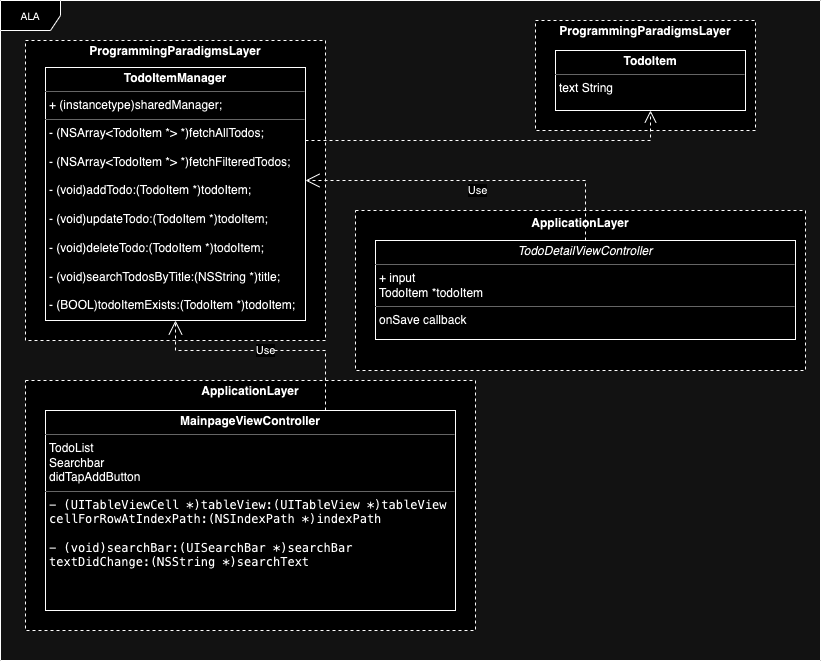 ALA
ProgrammingParadigmsLayer
TodoItemManager
+ (instancetype)sharedManager;
- (NSArray<TodoItem *> *)fetchAllTodos;
- (NSArray<TodoItem *> *)fetchFilteredTodos;
- (void)addTodo:(TodoItem *)todoItem;
- (void)updateTodo:(TodoItem *)todoItem;
- (void)deleteTodo:(TodoItem *)todoItem;
- (void)searchTodosByTitle:(NSString *)title;
- (BOOL)todoItemExists:(TodoItem *)todoItem;
ProgrammingParadigmsLayer
TodoItem
text String
Use
ApplicationLayer
TodoDetailViewController
+ input
TodoItem *todoItem
onSave callback
Use
ApplicationLayer
MainpageViewController
TodoList
Searchbar
didTapAddButton
- (UITableViewCell *)tableView:(UITableView *)tableView
cellForRowAtIndexPath:(NSIndexPath *)indexPath
- (void)searchBar:(UISearchBar *)searchBar
textDidChange:(NSString *)searchText